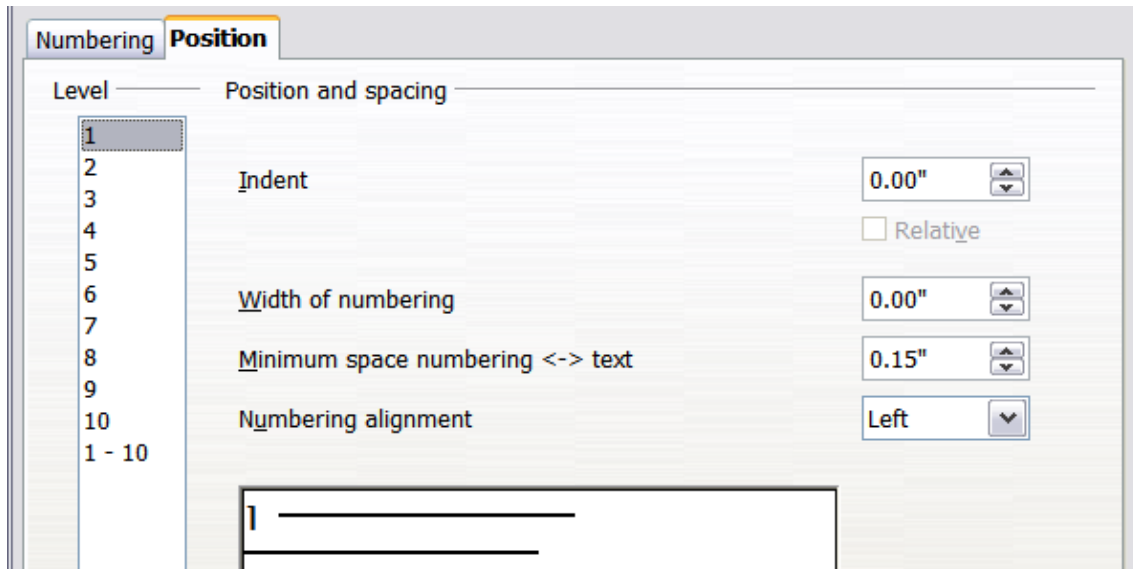 Numbering Position
Level Position and spacing
1
2
3
4
5
6
7
8
9
10
1 - 10
Indent 0.00"
Relative
Width of numbering 0.00"
Minimum space numbering <-> text 0.15"
Numbering alignment Left
1